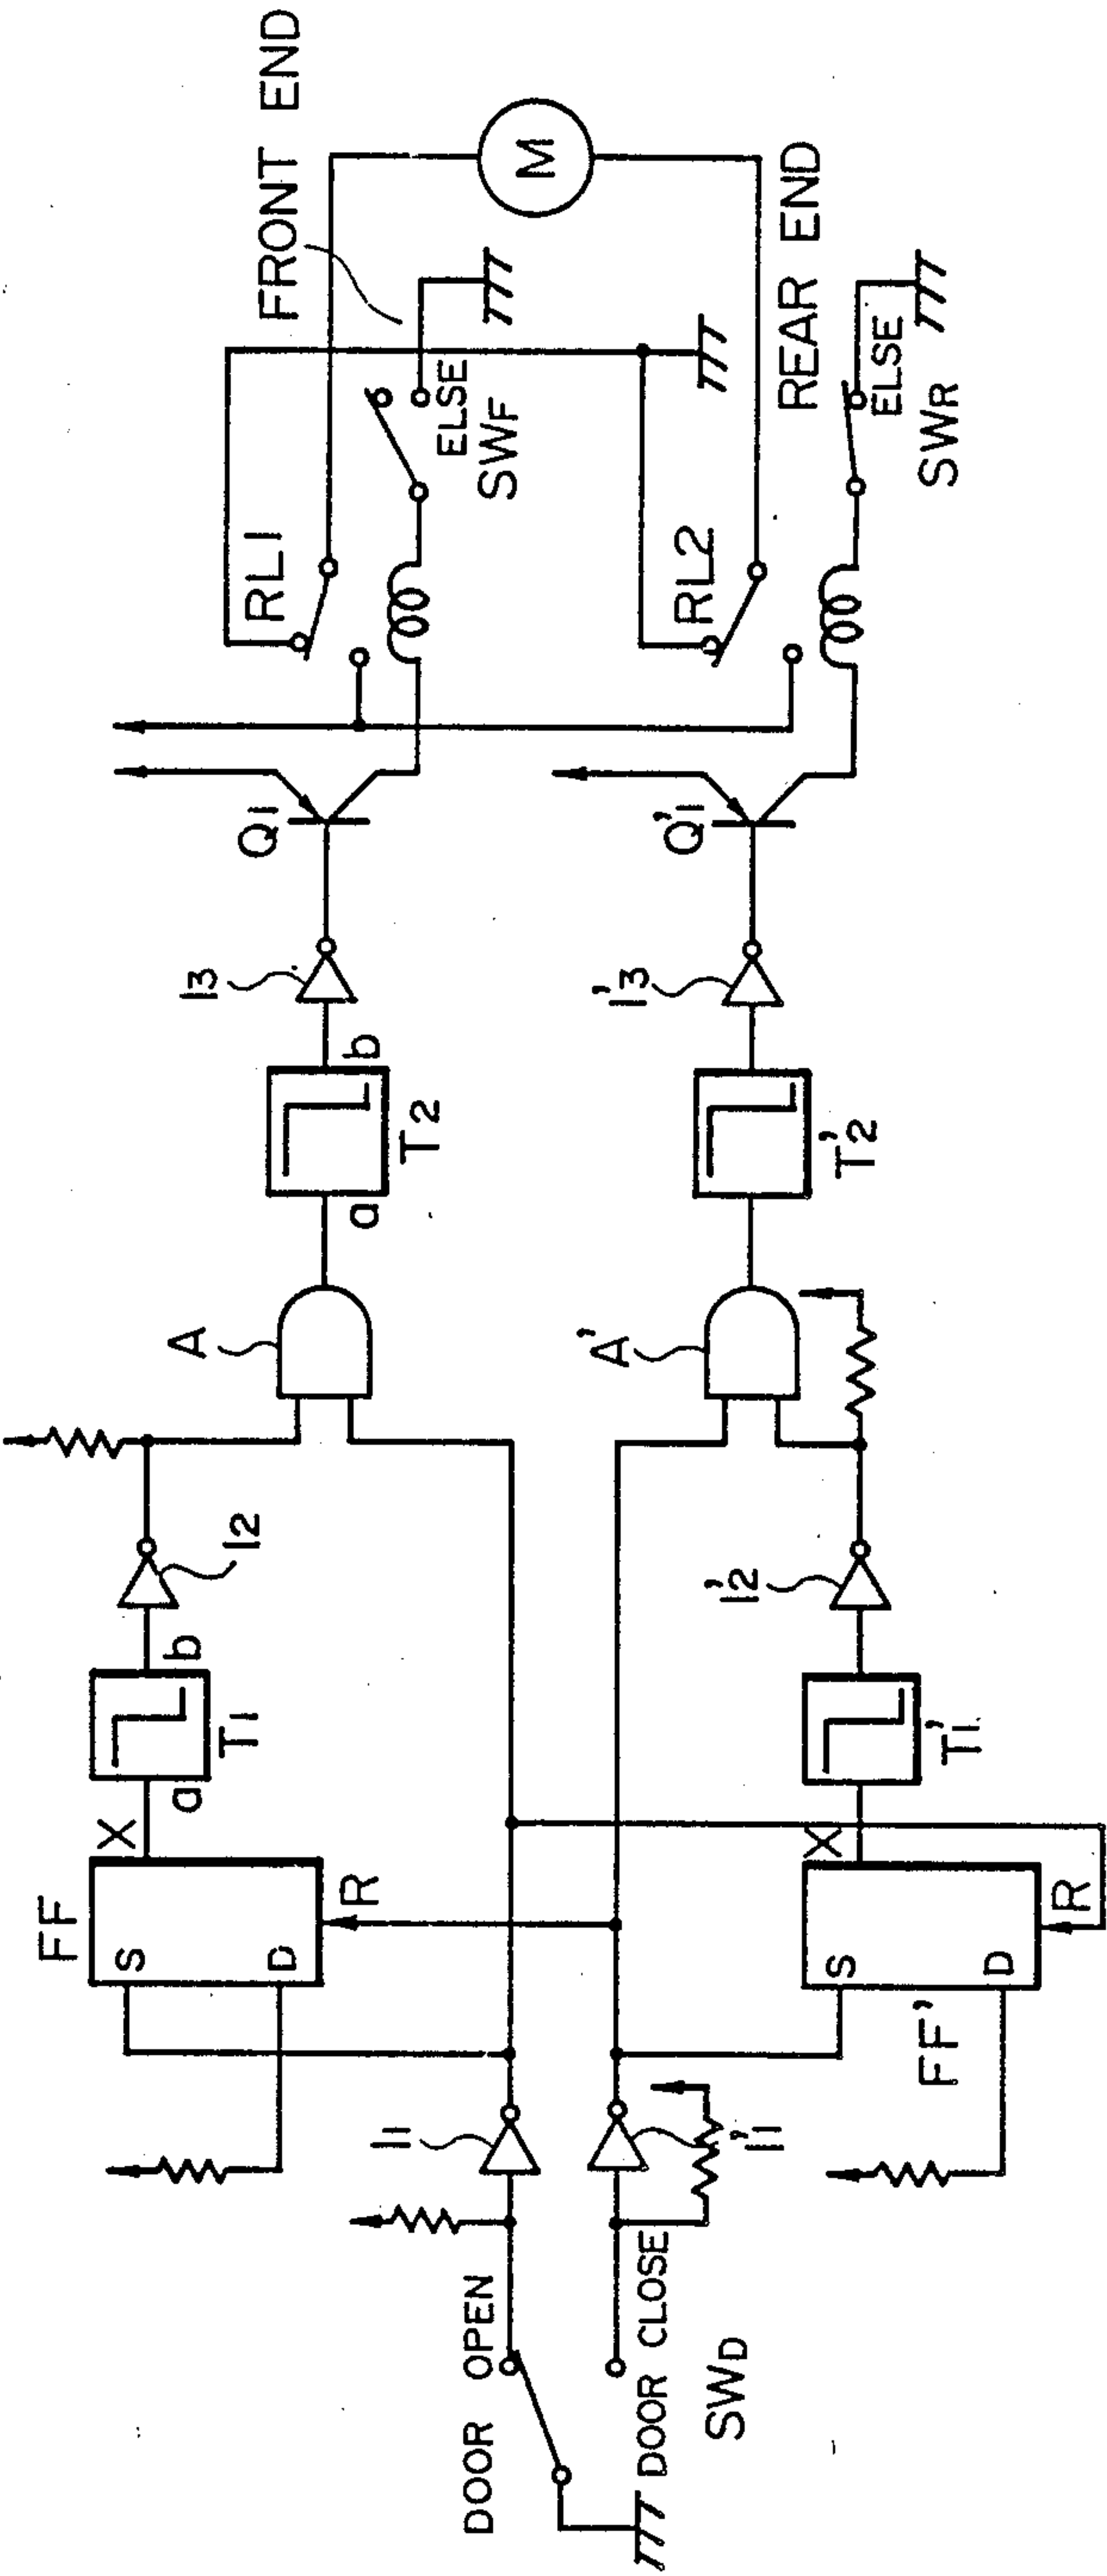 FF
S
D
X
R
a
b
T1
I2
A
a
b
T2
I3
Q1
RL1
FRONT END
ELSE
SWF
M
DOOR OPEN
I1
DOOR CLOSE
SWD
I'1
FF'
S
D
X
R
T'1
I'2
A'
T'2
I'3
Q'1
RL2
REAR END
ELSE
SWR